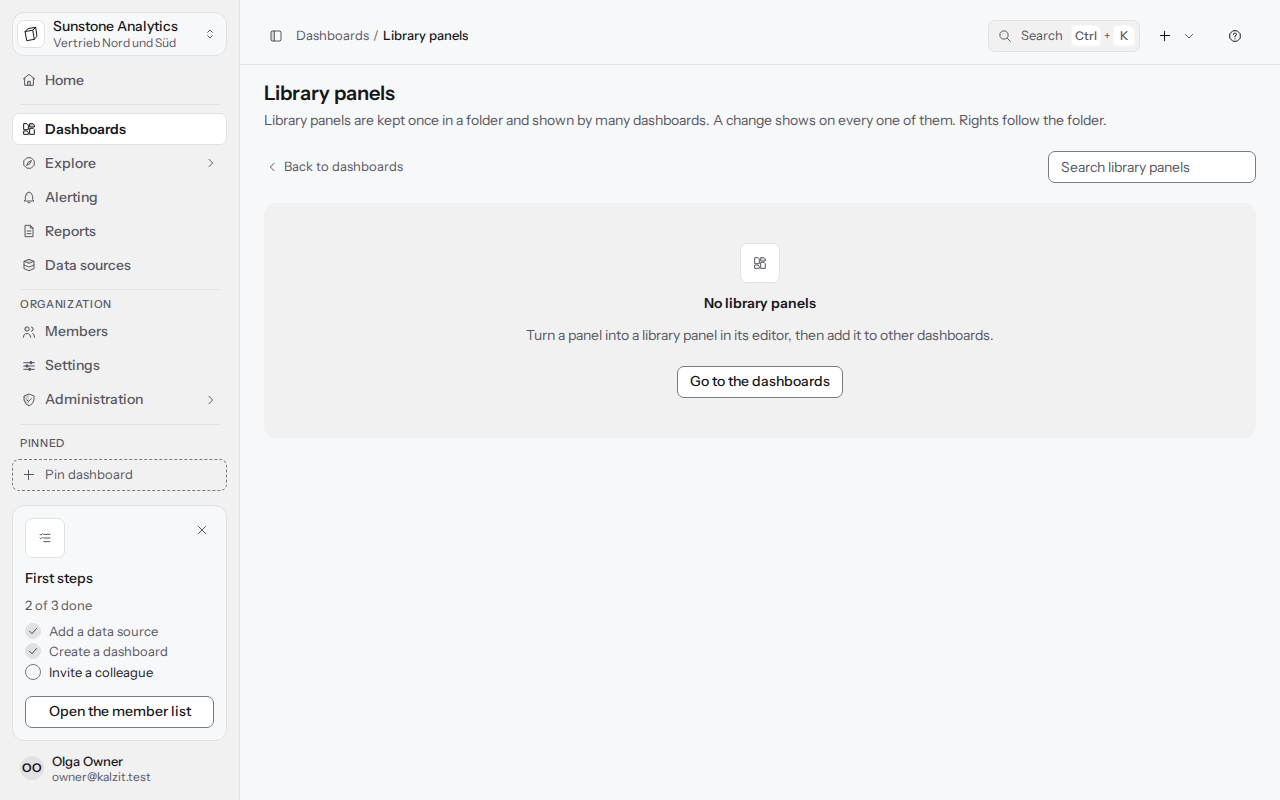 Sunstone Analytics
Vertrieb Nord und Süd
Home
Dashboards
Explore
Alerting
Reports
Data sources
ORGANIZATION
Members
Settings
Administration
PINNED
Pin dashboard
First steps
2 of 3 done
Add a data source
Create a dashboard
Invite a colleague
Open the member list
OO
Olga Owner
owner@kalzit.test
Dashboards / Library panels
Search Ctrl + K
Library panels
Library panels are kept once in a folder and shown by many dashboards. A change shows on every one of them. Rights follow the folder.
Back to dashboards
Search library panels
No library panels
Turn a panel into a library panel in its editor, then add it to other dashboards.
Go to the dashboards